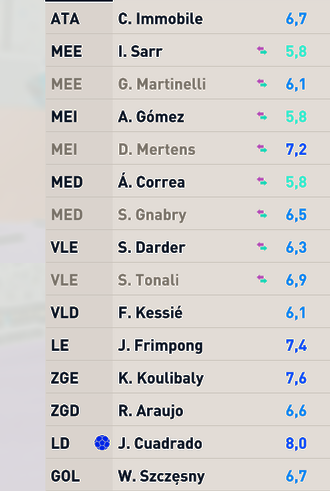 ATA C. Immobile 6,7
MEE I. Sarr 5,8
MEE G. Martinelli 6,1
MEI A. Gómez 5,8
MEI D. Mertens 7,2
MED Á. Correa 5,8
MED S. Gnabry 6,5
VLE S. Darder 6,3
VLE S. Tonali 6,9
VLD F. Kessié 6,1
LE J. Frimpong 7,4
ZGE K. Koulibaly 7,6
ZGD R. Araujo 6,6
LD J. Cuadrado 8,0
GOL W. Szczęsny 6,7